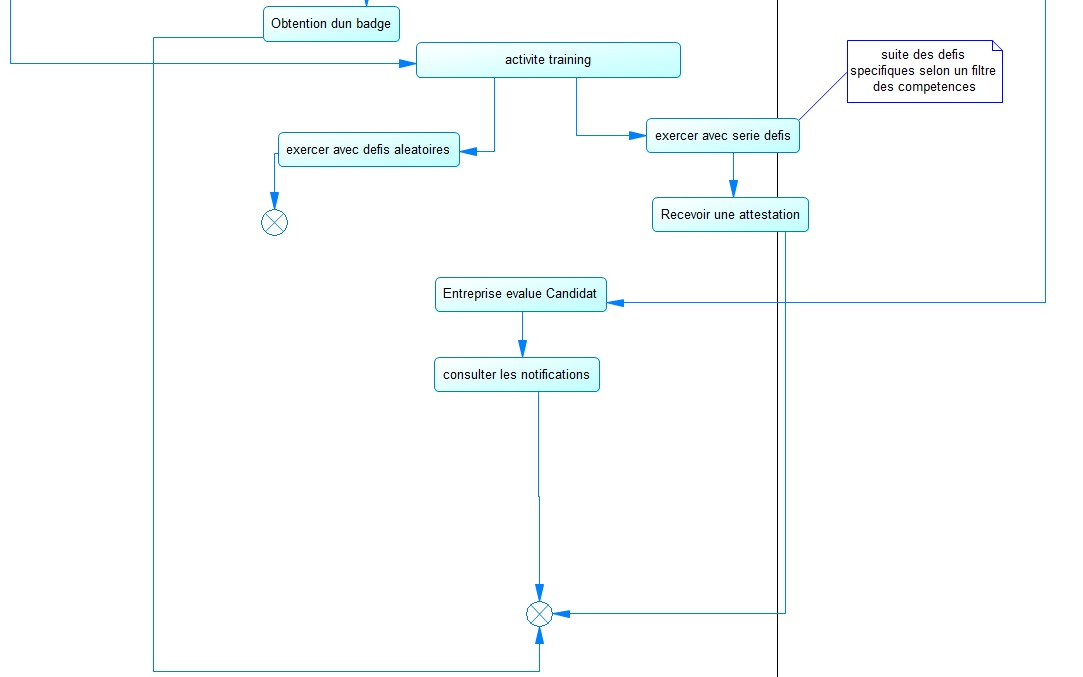 Obtention dun badge
activite training
suite des defis
specifiques selon un filtre
des competences
exercer avec serie defis
exercer avec defis aleatoires
Recevoir une attestation
Entreprise evalue Candidat
consulter les notifications